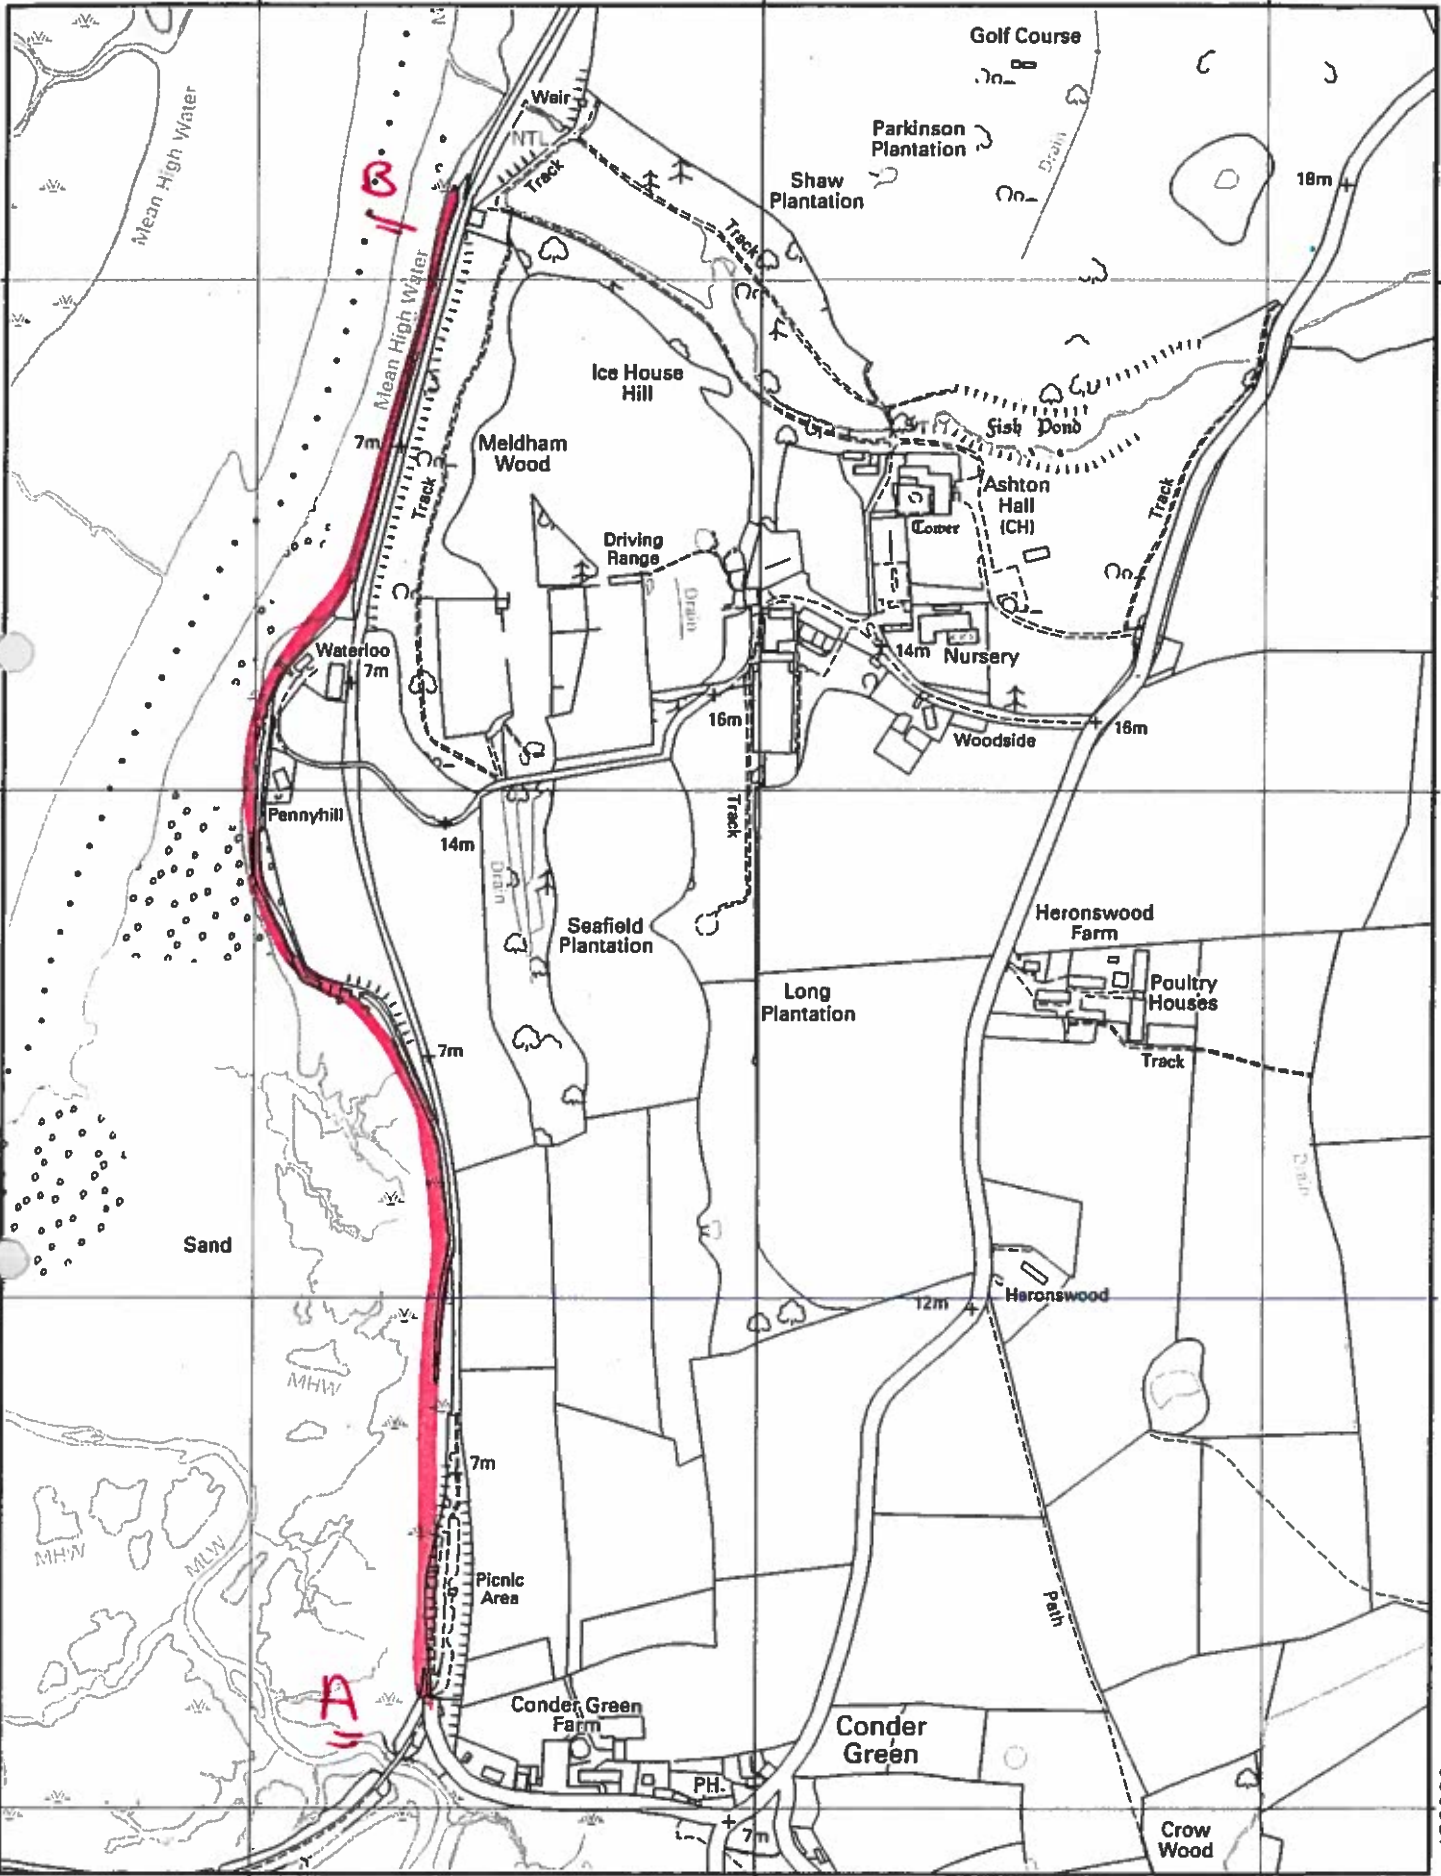 Golf Course
Mean High Water
Weir
NTL
Track
Parkinson
Plantation
Drain
B
Shaw
Plantation
18m
Track
Mean High Water
Ice House
Hill
Fish Pond
7m
Meldham
Wood
Track
Ashton
Hall
(CH)
Tower
Track
Driving
Range
Drain
Waterloo
7m
14m
Nursery
16m
Woodside
16m
Pennyhill
14m
Track
Drain
Seafield
Plantation
Heronswood
Farm
Long
Plantation
Poultry
Houses
7m
Track
Drain
Sand
12m
Heronswood
MHW
7m
MHW
MLW
Picnic
Area
Path
A
Conder Green
Farm
Conder
Green
PH
7m
Crow
Wood